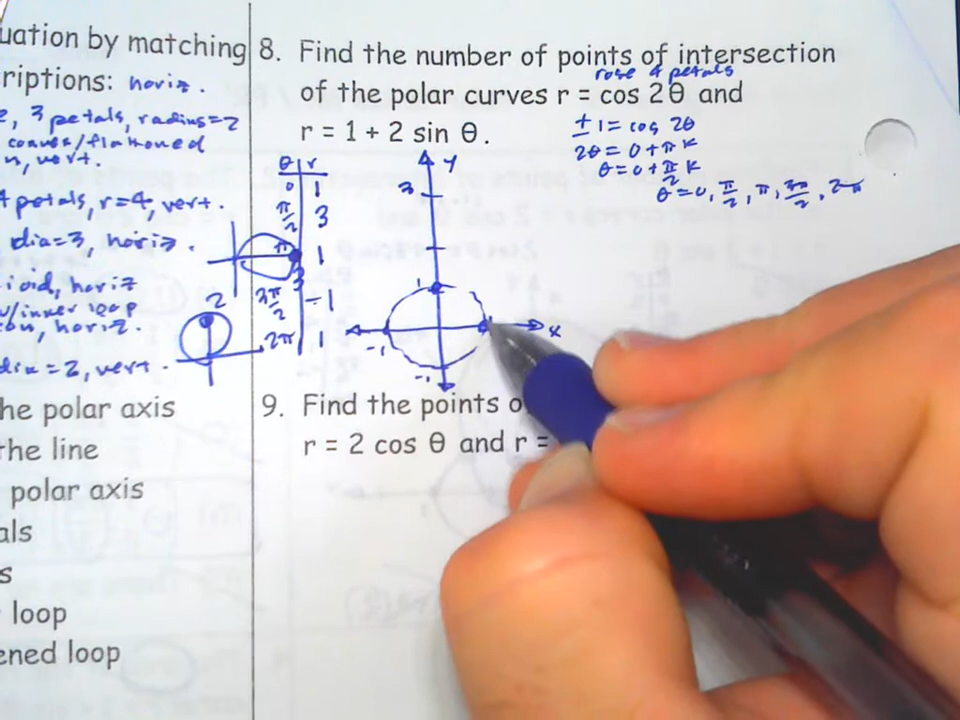 uation by matching
riptions: horiz.
e, 3 petals, radius=2
convex/flattened
n, vert.
4 petals, r=4, vert.
dia=3, horiz.
ioid, horiz
w/inner loop
con, horiz.
dia=2, vert.
he polar axis
the line
polar axis
als
s
loop
ened loop
8. Find the number of points of intersection
rose 4 petals
of the polar curves r = cos 2θ and
r = 1 + 2 sin θ.
±1 = cos 2θ
2θ = 0 + πk
θ = 0 + π/2 k
θ = 0, π/2, π, 3π/2, 2π
θ r
0 1
π/2 3
π 1
3π/2 -1
2π 1
3
2
y
3
1
-1
x
-1
9. Find the points o
r = 2 cos θ and r =